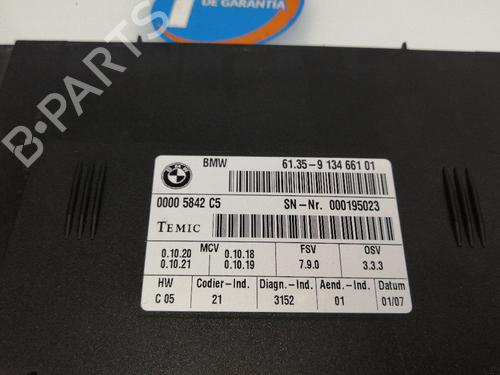 DE GARANTÍA
BMW 61.35-9 134 661 01
0000 5842 C5 SN-Nr. 000195023
TEMIC
MCV FSV OSV
0.10.20 0.10.18
0.10.21 0.10.19 7.9.0 3.3.3
HW Codier-Ind. Diagn.-Ind. Aend.-Ind. Datum
C 05 21 3152 01 01/07
B-PARTS